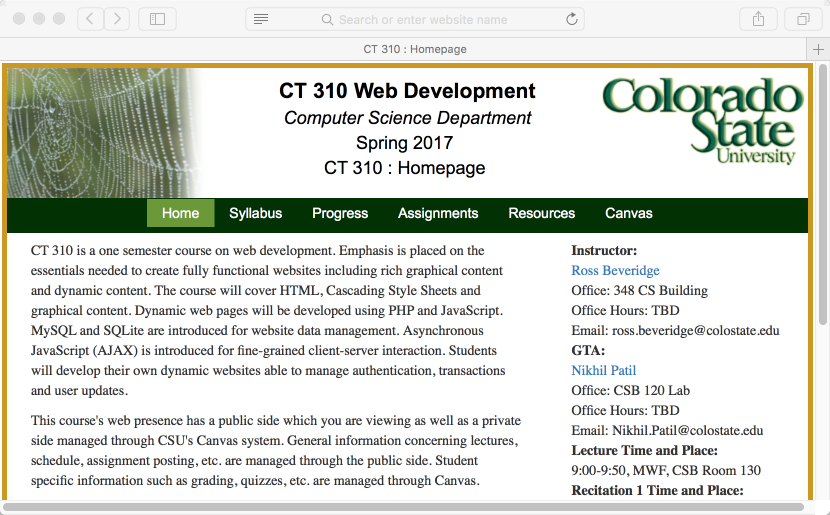 Search or enter website name
CT 310 : Homepage
CT 310 Web Development
Computer Science Department
Spring 2017
CT 310 : Homepage
Colorado
State
University
Home Syllabus Progress Assignments Resources Canvas
CT 310 is a one semester course on web development. Emphasis is placed on the
essentials needed to create fully functional websites including rich graphical content
and dynamic content. The course will cover HTML, Cascading Style Sheets and
graphical content. Dynamic web pages will be developed using PHP and JavaScript.
MySQL and SQLite are introduced for website data management. Asynchronous
JavaScript (AJAX) is introduced for fine-grained client-server interaction. Students
will develop their own dynamic websites able to manage authentication, transactions
and user updates.
This course's web presence has a public side which you are viewing as well as a private
side managed through CSU's Canvas system. General information concerning lectures,
schedule, assignment posting, etc. are managed through the public side. Student
specific information such as grading, quizzes, etc. are managed through Canvas.
Instructor:
Ross Beveridge
Office: 348 CS Building
Office Hours: TBD
Email: ross.beveridge@colostate.edu
GTA:
Nikhil Patil
Office: CSB 120 Lab
Office Hours: TBD
Email: Nikhil.Patil@colostate.edu
Lecture Time and Place:
9:00-9:50, MWF, CSB Room 130
Recitation 1 Time and Place: